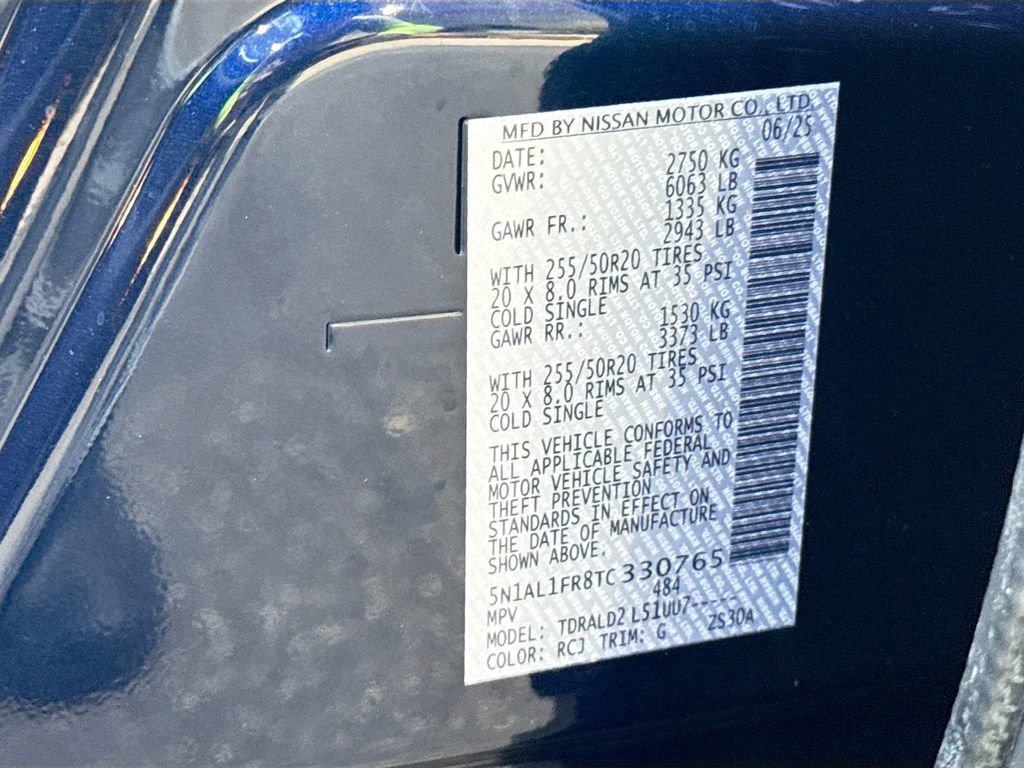 MFD BY NISSAN MOTOR CO., LTD.
DATE: 06/25
GVWR: 2750 KG
6063 LB
GAWR FR.: 1335 KG
2943 LB
WITH 255/50R20 TIRES
20 X 8.0 RIMS AT 35 PSI
COLD SINGLE
GAWR RR.: 1530 KG
3373 LB
WITH 255/50R20 TIRES
20 X 8.0 RIMS AT 35 PSI
COLD SINGLE
THIS VEHICLE CONFORMS TO
ALL APPLICABLE FEDERAL
MOTOR VEHICLE SAFETY AND
THEFT PREVENTION
STANDARDS IN EFFECT ON
THE DATE OF MANUFACTURE
SHOWN ABOVE.
5N1AL1FR8TC330765
MPV 484
MODEL: TDRALD2 L51UU7-----
COLOR: RCJ TRIM: G ZS30A